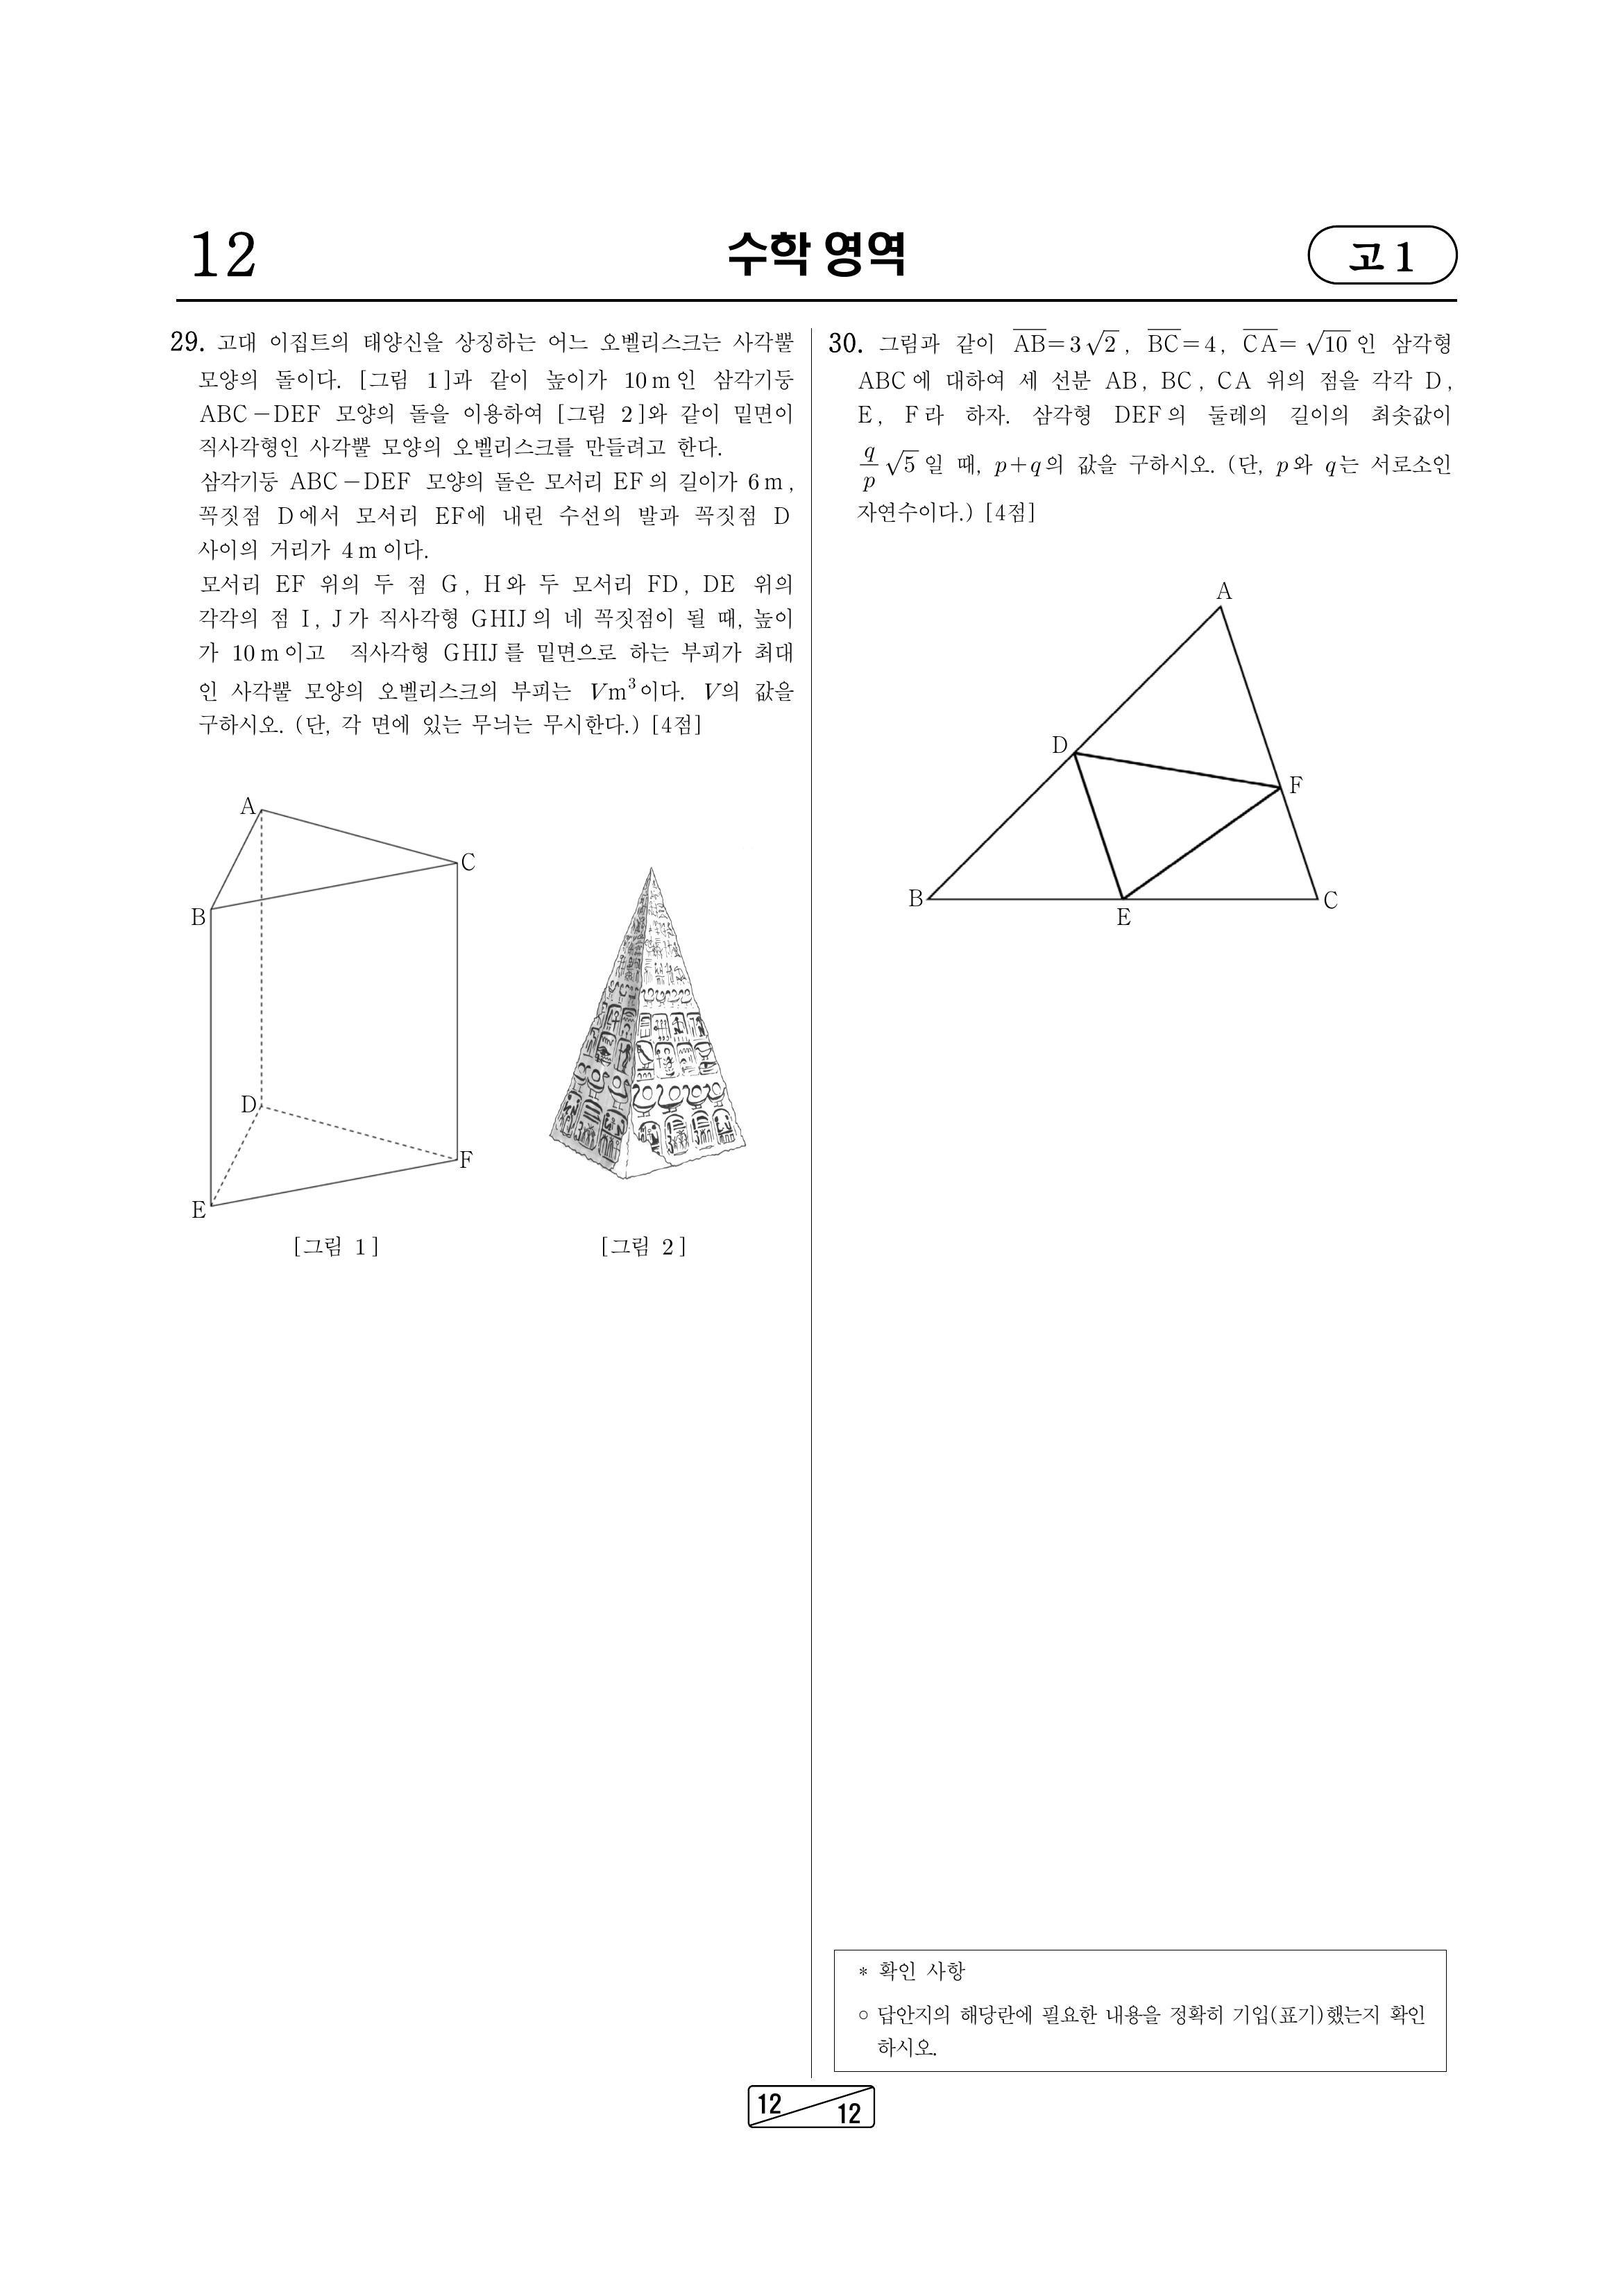 12
수학 영역
고 1
29. 고대 이집트의 태양신을 상징하는 어느 오벨리스크는 사각뿔
모양의 돌이다. [그림 1]과 같이 높이가 10 m 인 삼각기둥
ABC-DEF 모양의 돌을 이용하여 [그림 2]와 같이 밑면이
직사각형인 사각뿔 모양의 오벨리스크를 만들려고 한다.
삼각기둥 ABC-DEF 모양의 돌은 모서리 EF의 길이가 6 m,
꼭짓점 D에서 모서리 EF에 내린 수선의 발과 꼭짓점 D
사이의 거리가 4 m 이다.
모서리 EF 위의 두 점 G, H와 두 모서리 FD, DE 위의
각각의 점 I, J가 직사각형 GHIJ의 네 꼭짓점이 될 때, 높이
가 10 m 이고 직사각형 GHIJ를 밑면으로 하는 부피가 최대
인 사각뿔 모양의 오벨리스크의 부피는 V m³이다. V의 값을
구하시오. (단, 각 면에 있는 무늬는 무시한다.) [4점]
A
C
B
D
F
E
[그림 1]
[그림 2]
30. 그림과 같이 \overline{AB}=3√2, \overline{BC}=4, \overline{CA}=√10 인 삼각형
ABC에 대하여 세 선분 AB, BC, CA 위의 점을 각각 D,
E, F라 하자. 삼각형 DEF의 둘레의 길이의 최솟값이
q/p √5 일 때, p+q의 값을 구하시오. (단, p와 q는 서로소인
자연수이다.) [4점]
A
D
F
B
C
E
* 확인 사항
○ 답안지의 해당란에 필요한 내용을 정확히 기입(표기)했는지 확인
하시오.
12
12